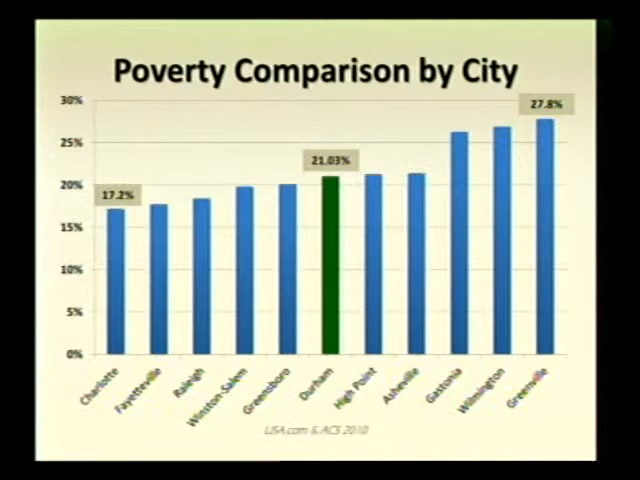 Poverty Comparison by City
30%
27.8%
25%
21.03%
20%
17.2%
15%
10%
5%
0%
Charlotte
Fayetteville
Raleigh
Winston-Salem
Greensboro
Durham
High Point
Asheville
Gastonia
Wilmington
Greenville
USA.com & ACS 2010